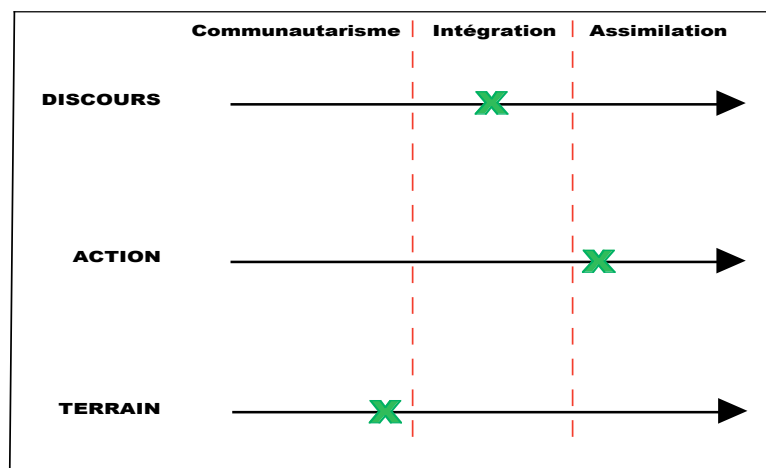 Communautarisme Intégration Assimilation
DISCOURS
ACTION
TERRAIN